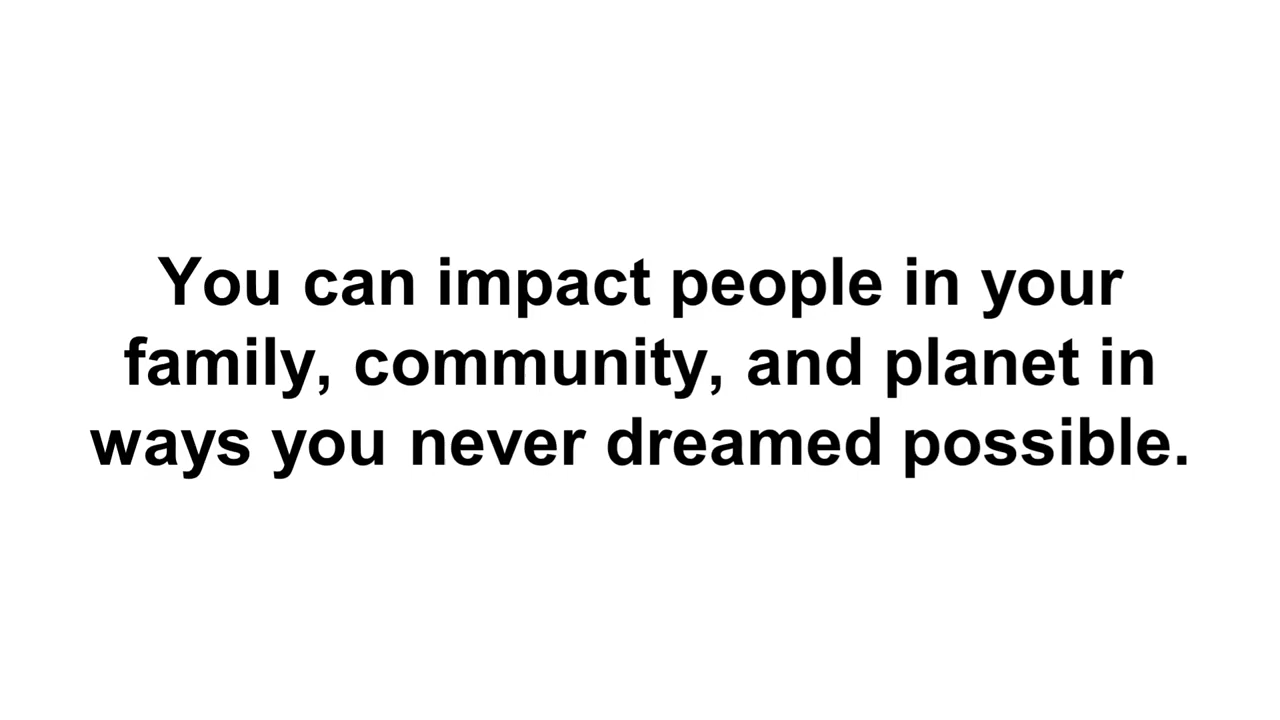 You can impact people in your
family, community, and planet in
ways you never dreamed possible.